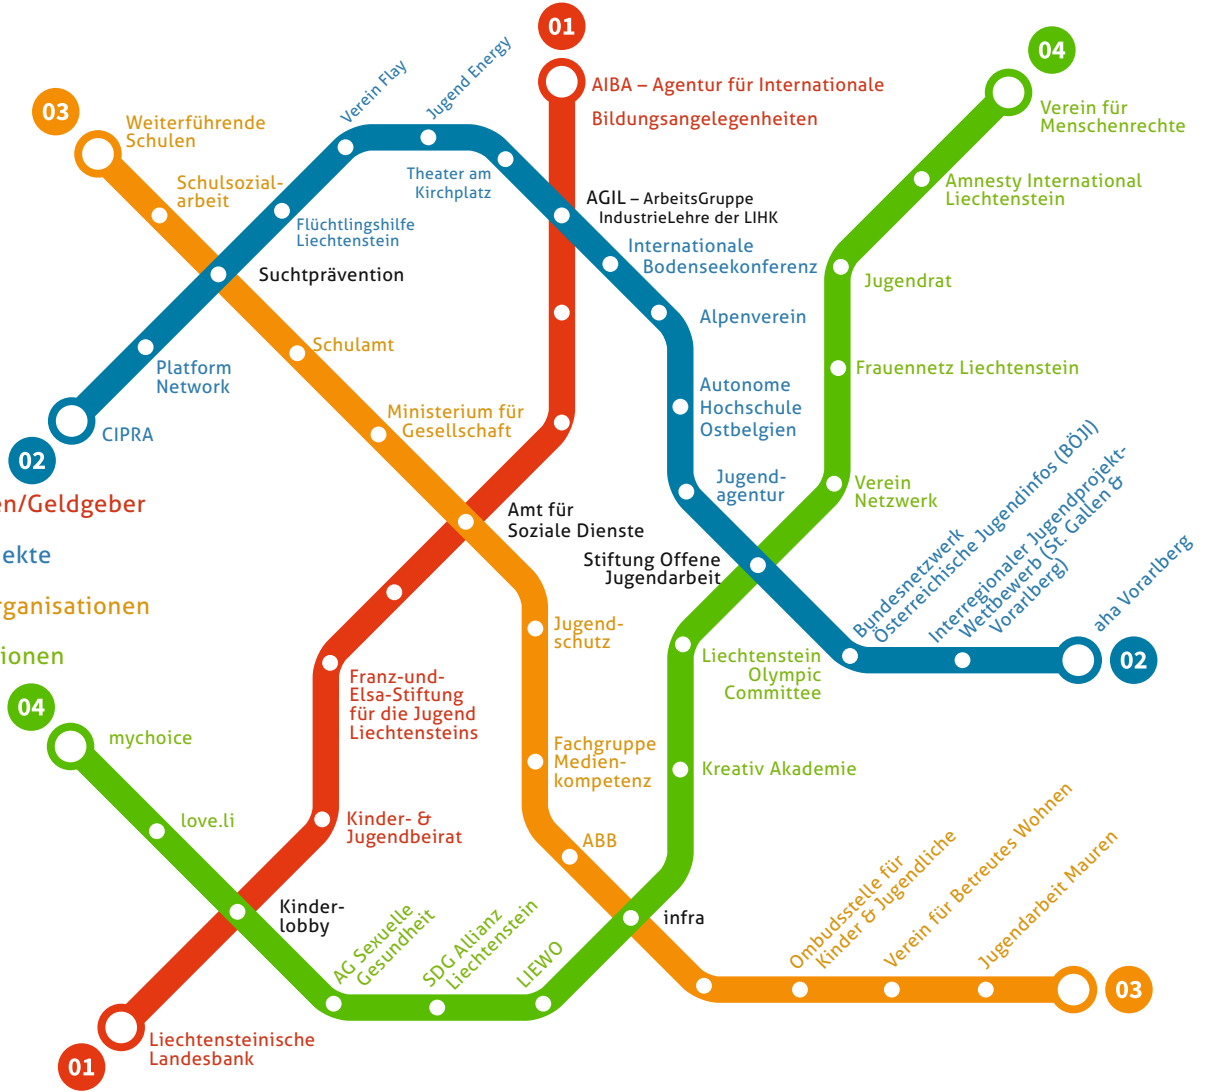 01
AIBA – Agentur für Internationale
Bildungsangelegenheiten
04
Verein für
Menschenrechte
03
Weiterführende
Schulen
Verein Flay
Jugend Energy
Schulsozial-
arbeit
Theater am
Kirchplatz
Amnesty International
Liechtenstein
AGIL – ArbeitsGruppe
IndustrieLehre der LIHK
Flüchtlingshilfe
Liechtenstein
Internationale
Bodenseekonferenz
Suchtprävention
Jugendrat
Alpenverein
Schulamt
Platform
Network
Frauennetz Liechtenstein
Autonome
Hochschule
Ostbelgien
Ministerium für
Gesellschaft
CIPRA
02
Jugend-
agentur
Verein
Netzwerk
en/Geldgeber
Amt für
Soziale Dienste
ekte
Stiftung Offene
Jugendarbeit
Bundesnetzwerk
Österreichische Jugendinfos (BÖJI)
Interregionaler Jugendprojekt-
Wettbewerb (St. Gallen &
Vorarlberg)
aha Vorarlberg
02
rganisationen
Jugend-
schutz
ionen
Liechtenstein
Olympic
Committee
Franz-und-
Elsa-Stiftung
für die Jugend
Liechtensteins
04
mychoice
Fachgruppe
Medien-
kompetenz
Kreativ Akademie
love.li
Kinder- &
Jugendbeirat
ABB
Kinder-
lobby
infra
AG Sexuelle
Gesundheit
SDG Allianz
Liechtenstein
LIEWO
Ombudsstelle für
Kinder & Jugendliche
Verein für Betreutes Wohnen
Jugendarbeit Mauren
03
Liechtensteinische
Landesbank
01